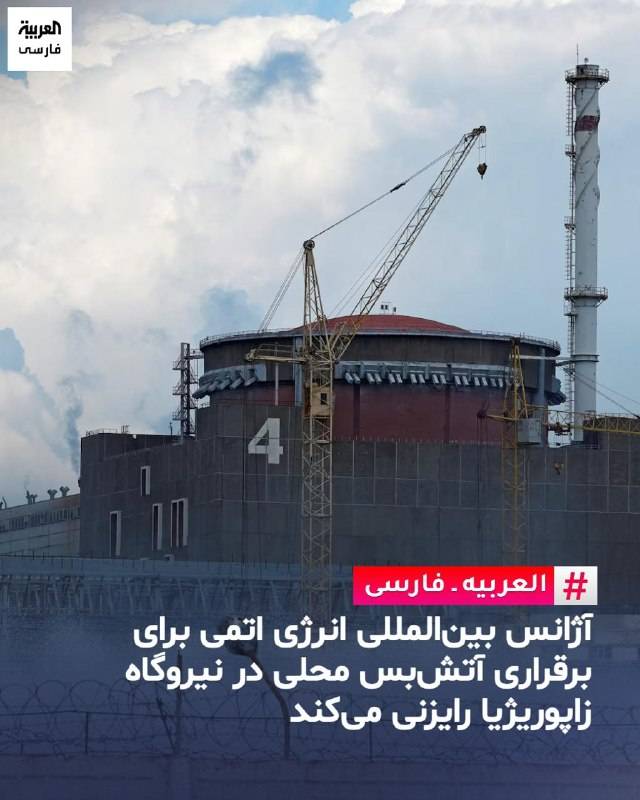 العربية
فارسی
4
# العربیه ـ فارسی
آژانس بین‌المللی انرژی اتمی برای
برقراری آتش‌بس محلی در نیروگاه
زاپوریژیا رایزنی می‌کند